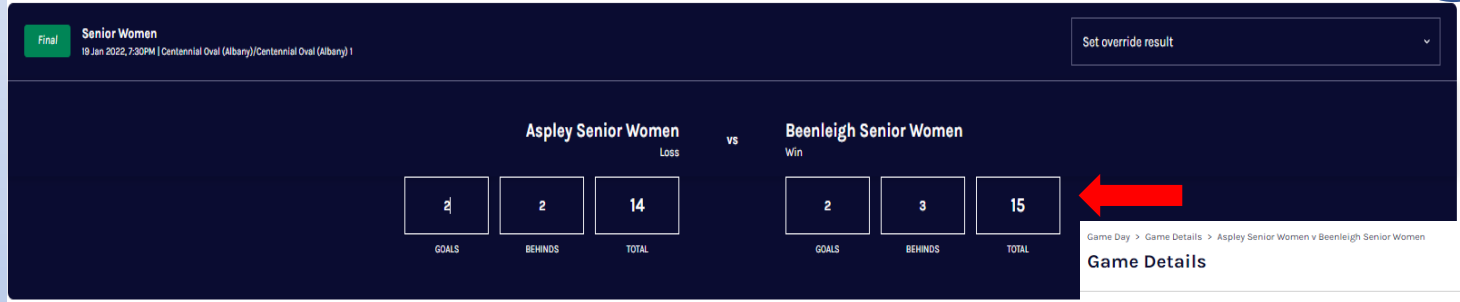 Final
Senior Women
19 Jan 2022, 7:30PM | Centennial Oval (Albany)/Centennial Oval (Albany) 1
Set override result
Aspley Senior Women
Loss
vs
Beenleigh Senior Women
Win
2 2 14
2 3 15
GOALS BEHINDS TOTAL
GOALS BEHINDS TOTAL
Game Day > Game Details > Aspley Senior Women v Beenleigh Senior Women
Game Details